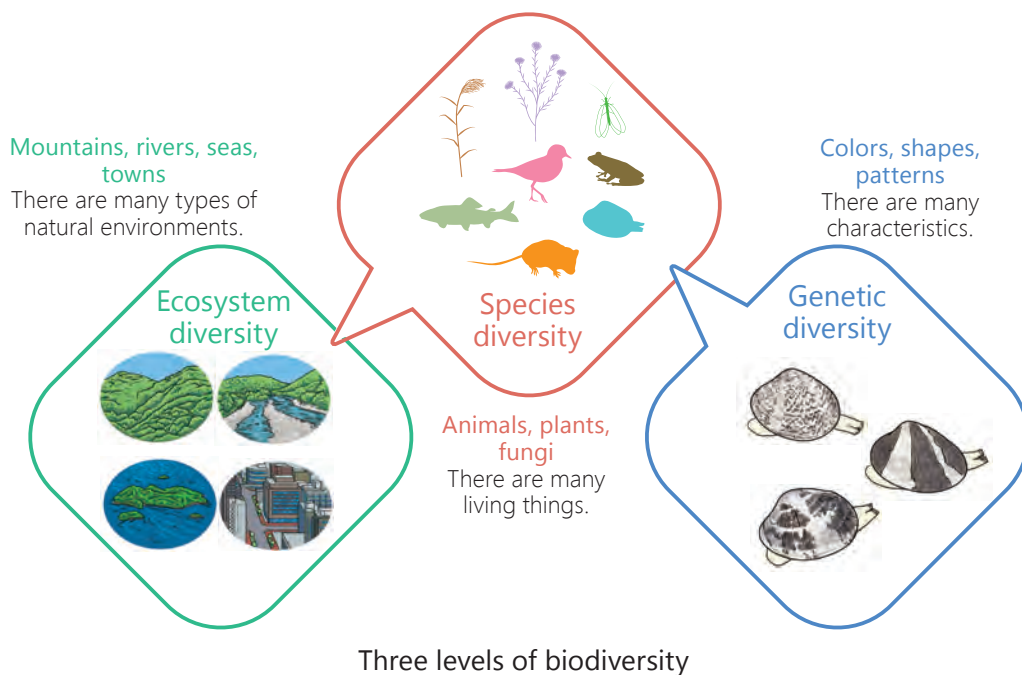 Mountains, rivers, seas,
towns
There are many types of
natural environments.
Ecosystem
diversity
Species
diversity
Animals, plants,
fungi
There are many
living things.
Colors, shapes,
patterns
There are many
characteristics.
Genetic
diversity
Three levels of biodiversity